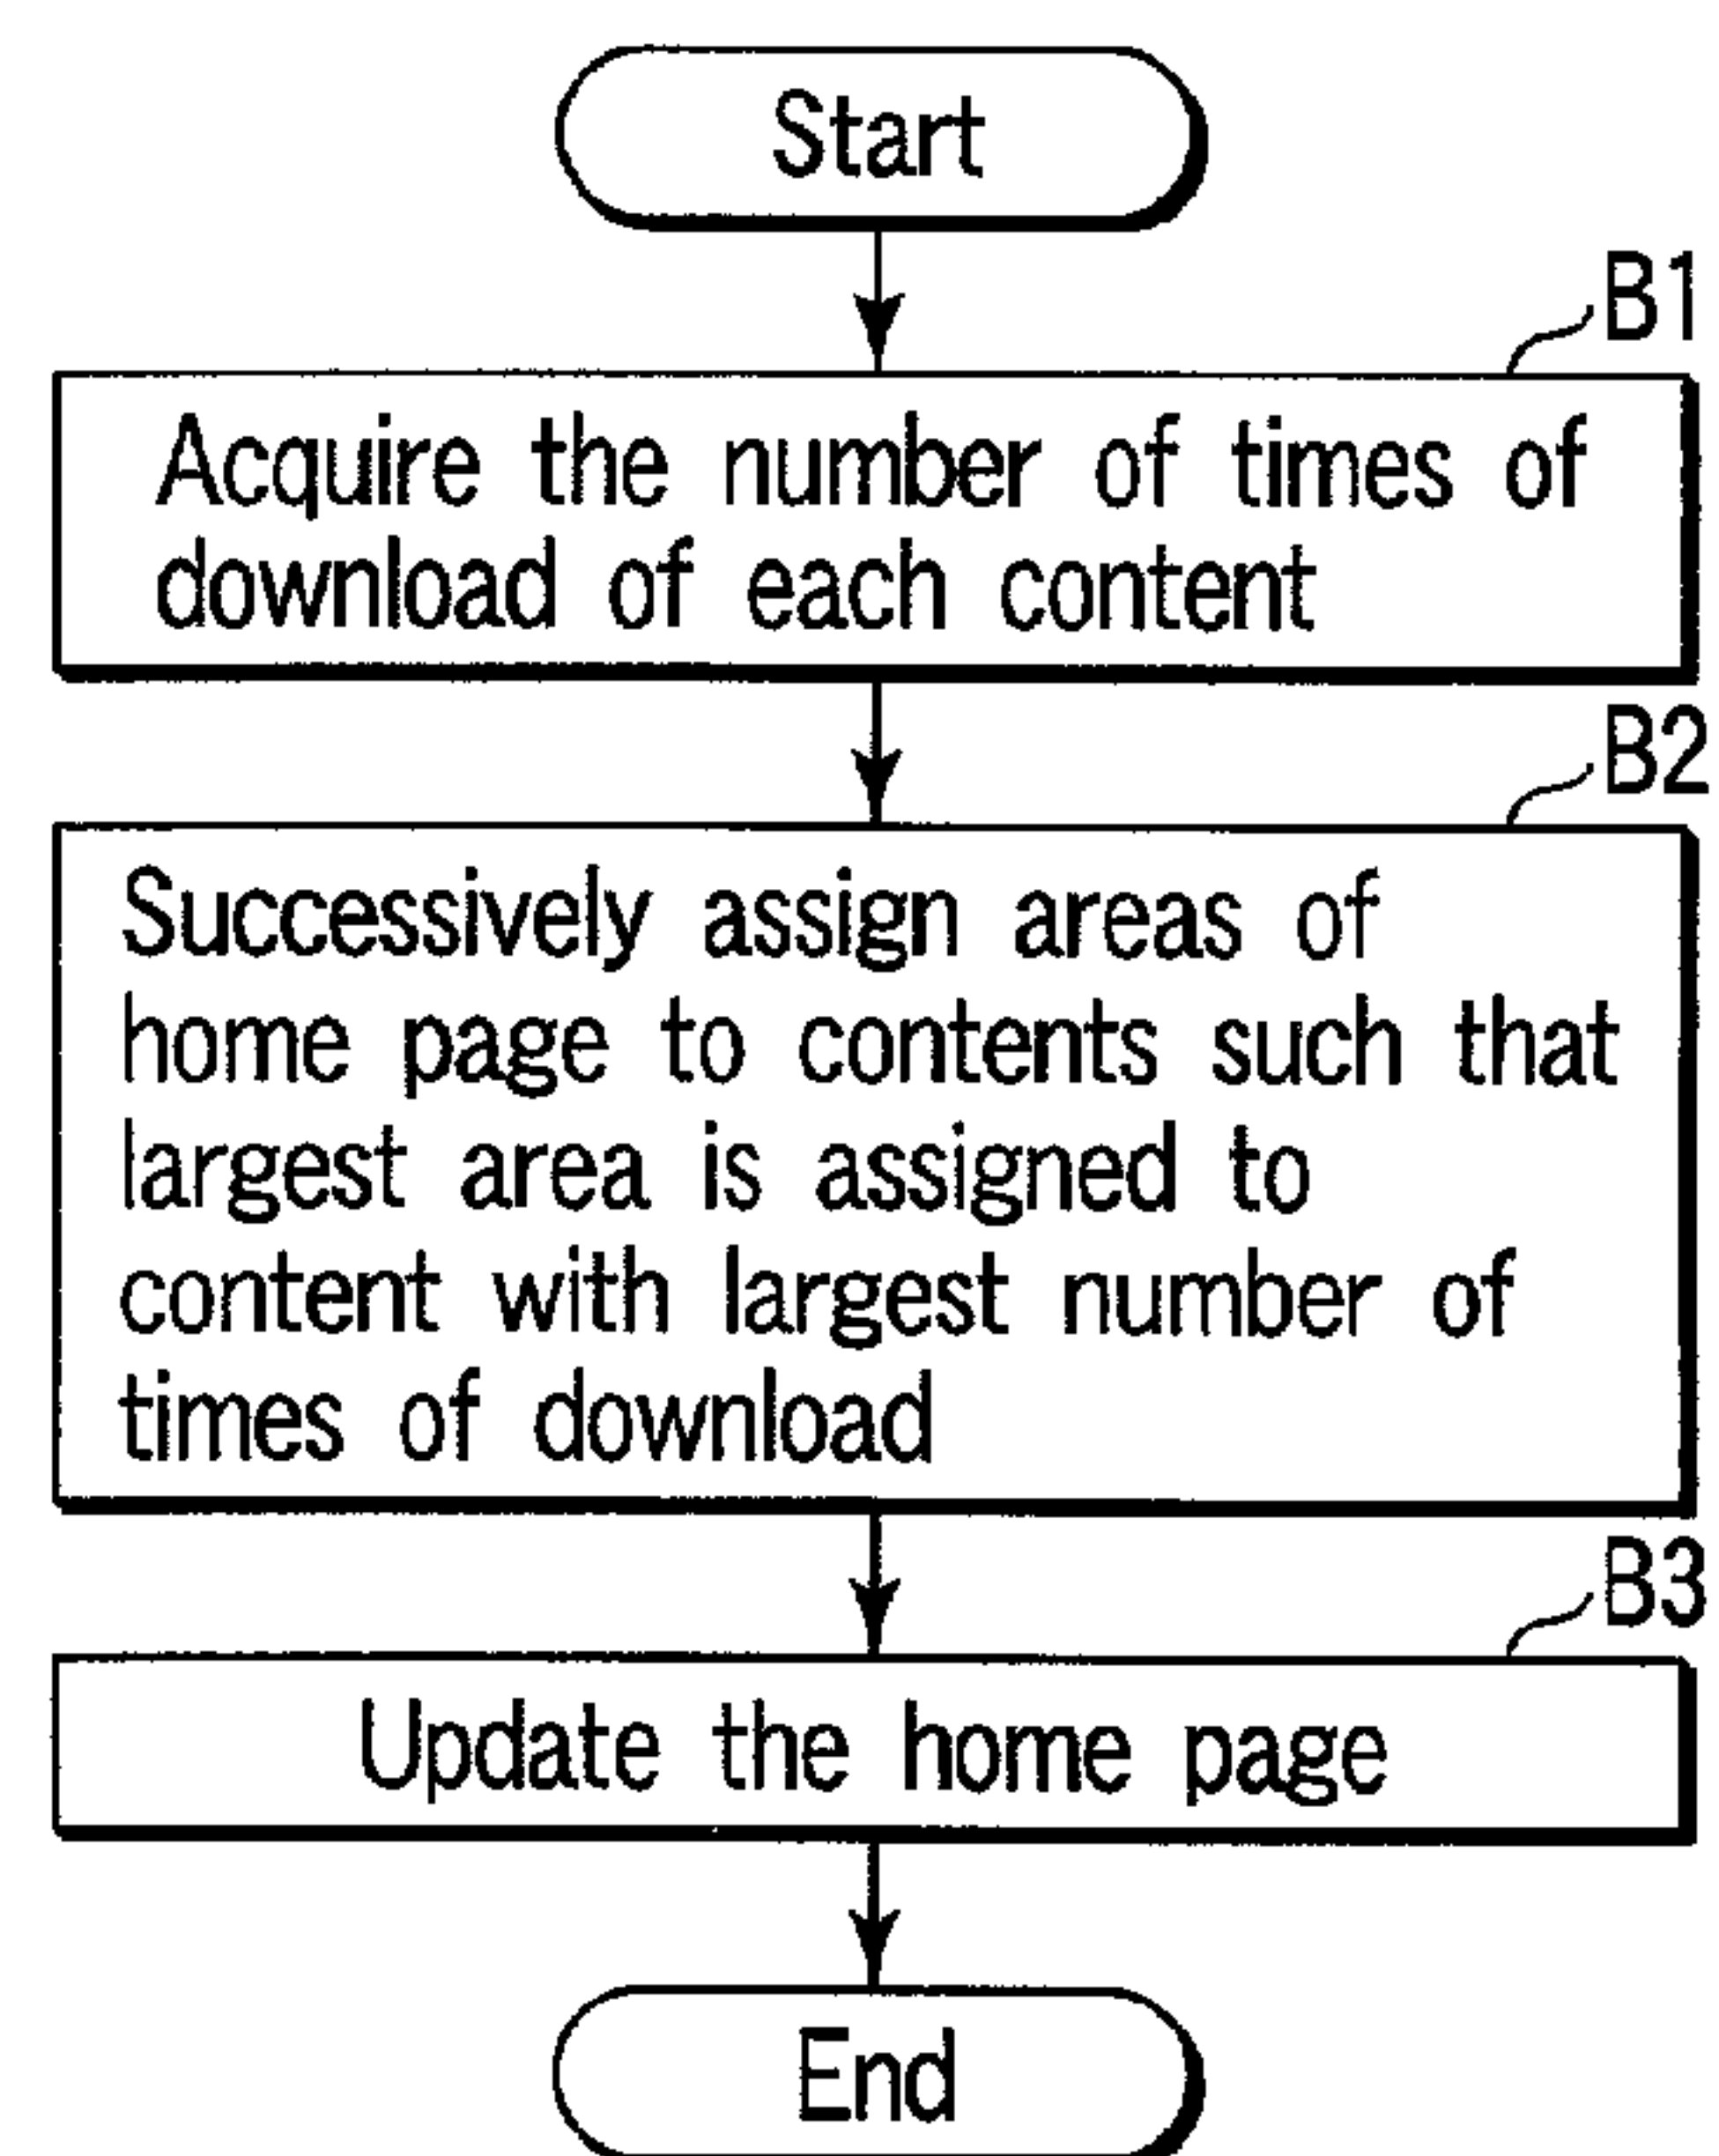 Start
B1
Acquire the number of times of
download of each content
B2
Successively assign areas of
home page to contents such that
largest area is assigned to
content with largest number of
times of download
B3
Update the home page
End